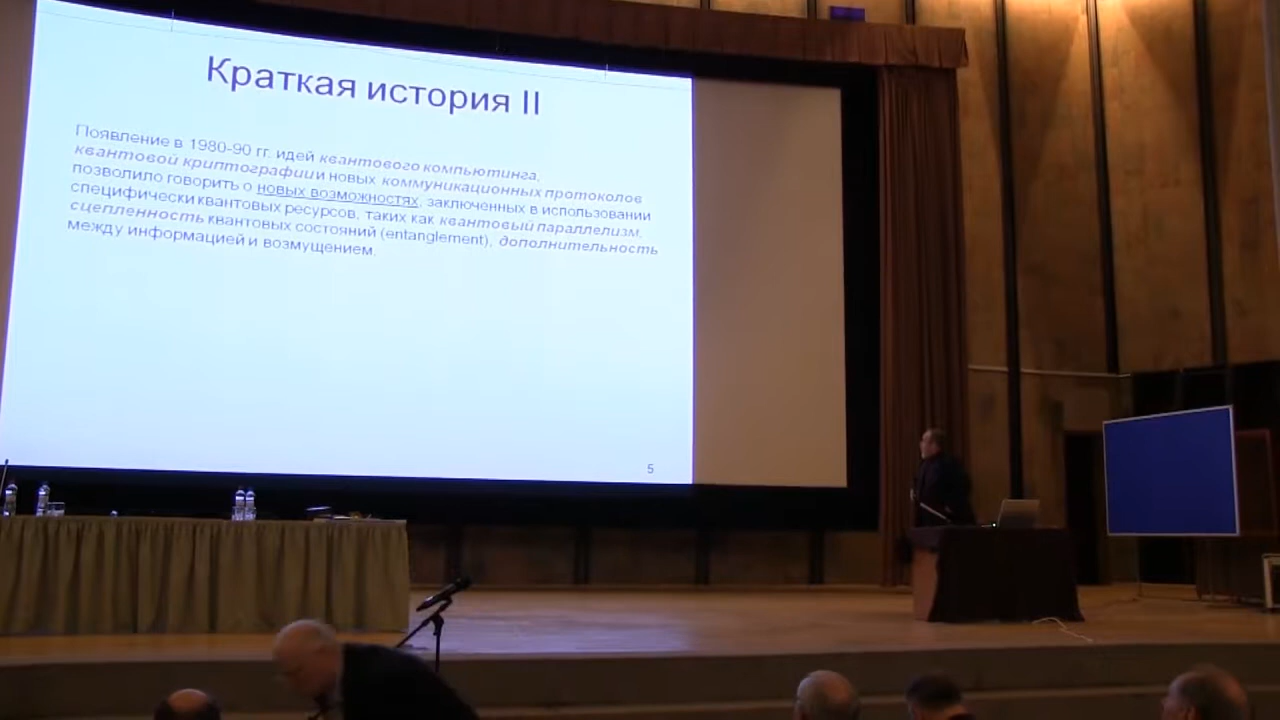 Краткая история II
Появление в 1980-90 гг. идей квантового компьютинга,
квантовой криптографии и новых коммуникационных протоколов
позволило говорить о новых возможностях, заключенных в использовании
специфически квантовых ресурсов, таких как квантовый параллелизм,
сцепленность квантовых состояний (entanglement), дополнительность
между информацией и возмущением.
5